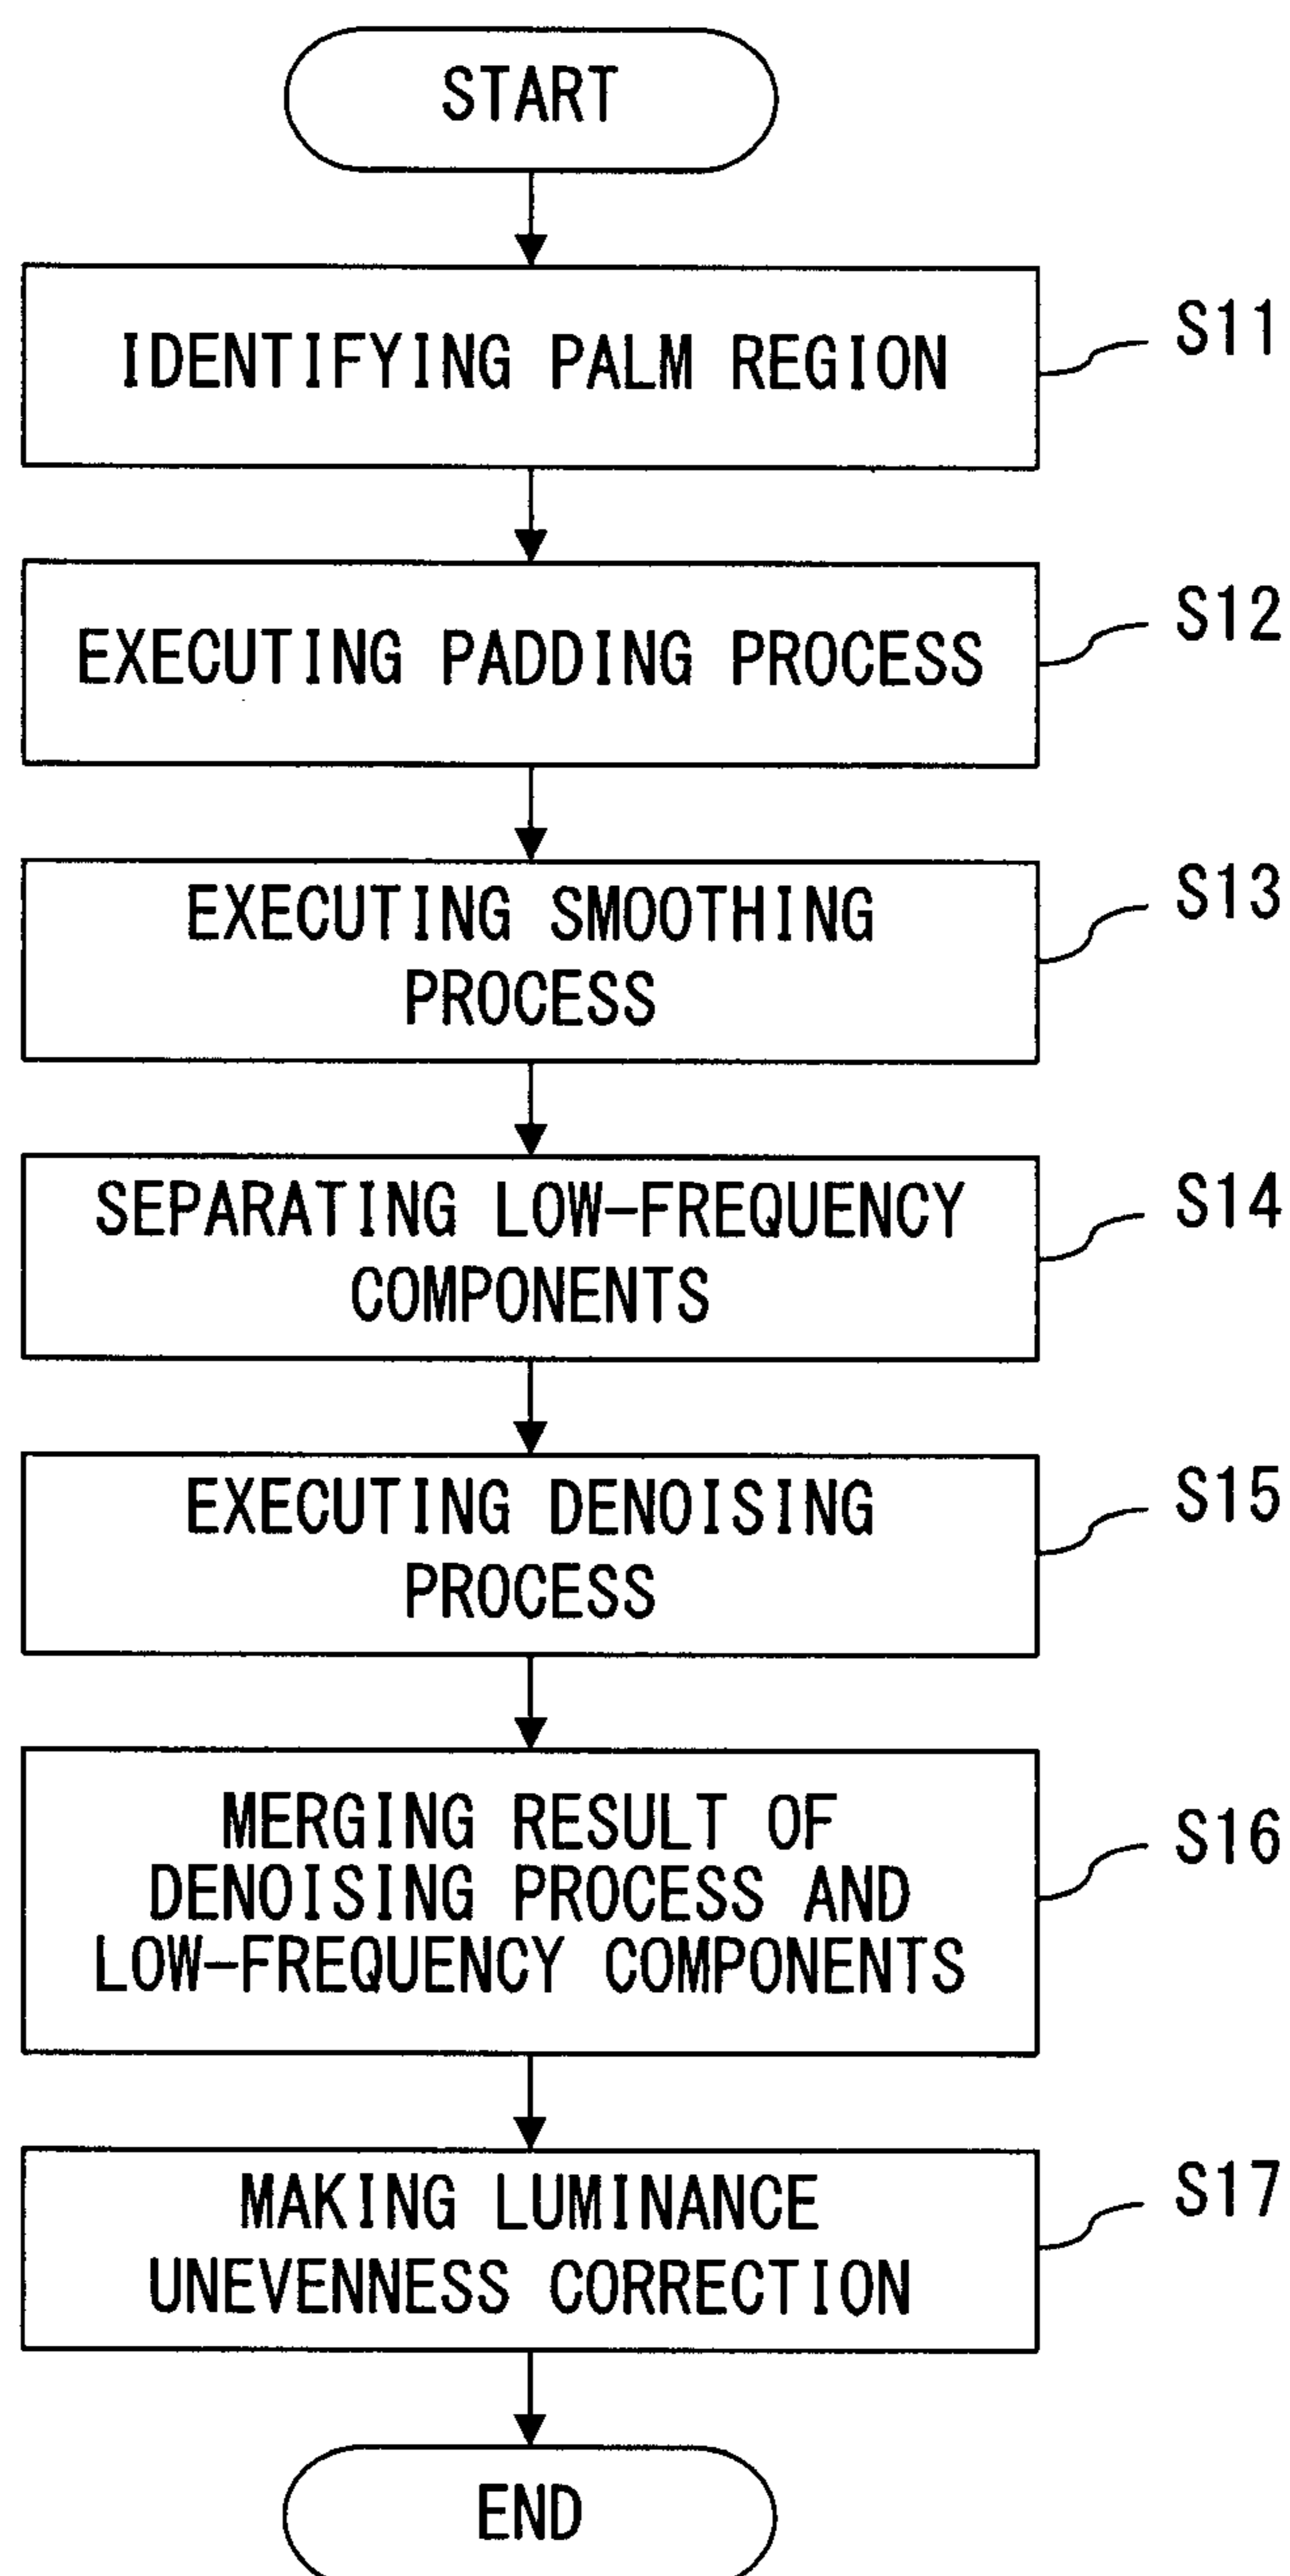 START
IDENTIFYING PALM REGION
S11
EXECUTING PADDING PROCESS
S12
EXECUTING SMOOTHING
PROCESS
S13
SEPARATING LOW-FREQUENCY
COMPONENTS
S14
EXECUTING DENOISING
PROCESS
S15
MERGING RESULT OF
DENOISING PROCESS AND
LOW-FREQUENCY COMPONENTS
S16
MAKING LUMINANCE
UNEVENNESS CORRECTION
S17
END